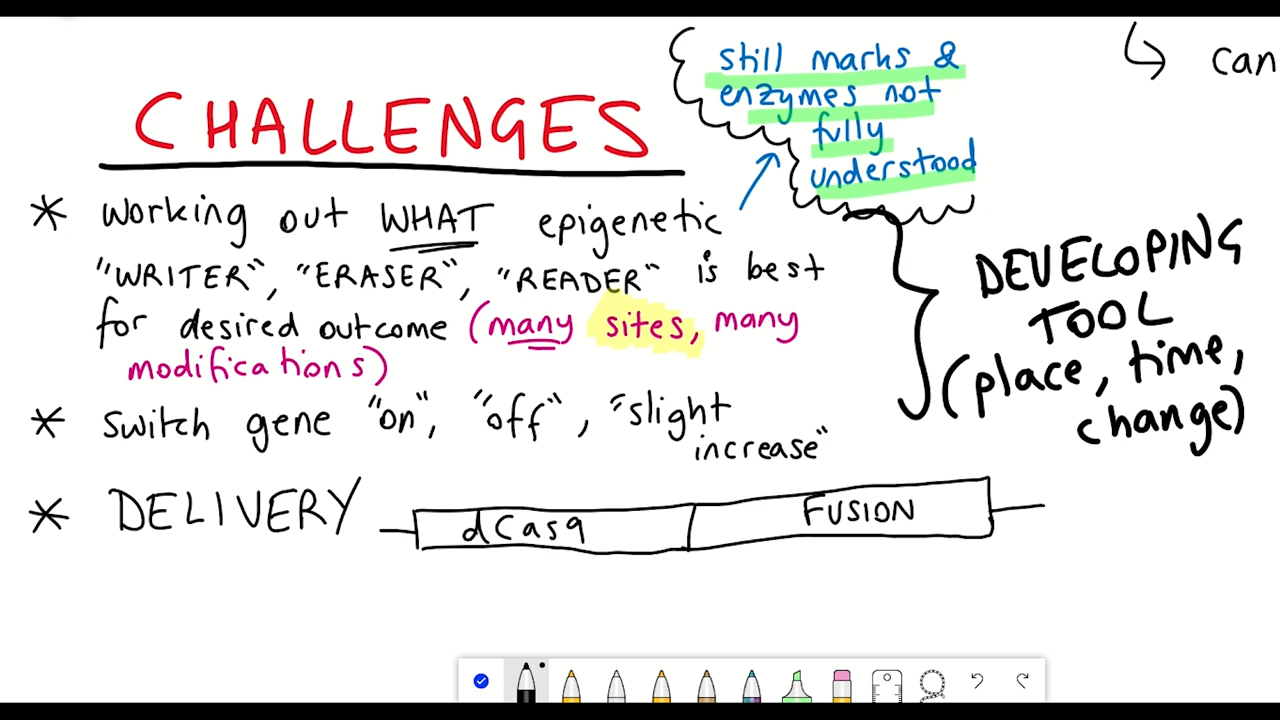 CHALLENGES
* working out WHAT epigenetic
"WRITER", "ERASER", "READER" is best
for desired outcome (many sites, many
modifications)
* switch gene "on", "off", "slight
increase"
* DELIVERY
dCas9
FUSION
still marks &
enzymes not
fully
understood
DEVELOPING
TOOL
(place, time,
change)
↳ can